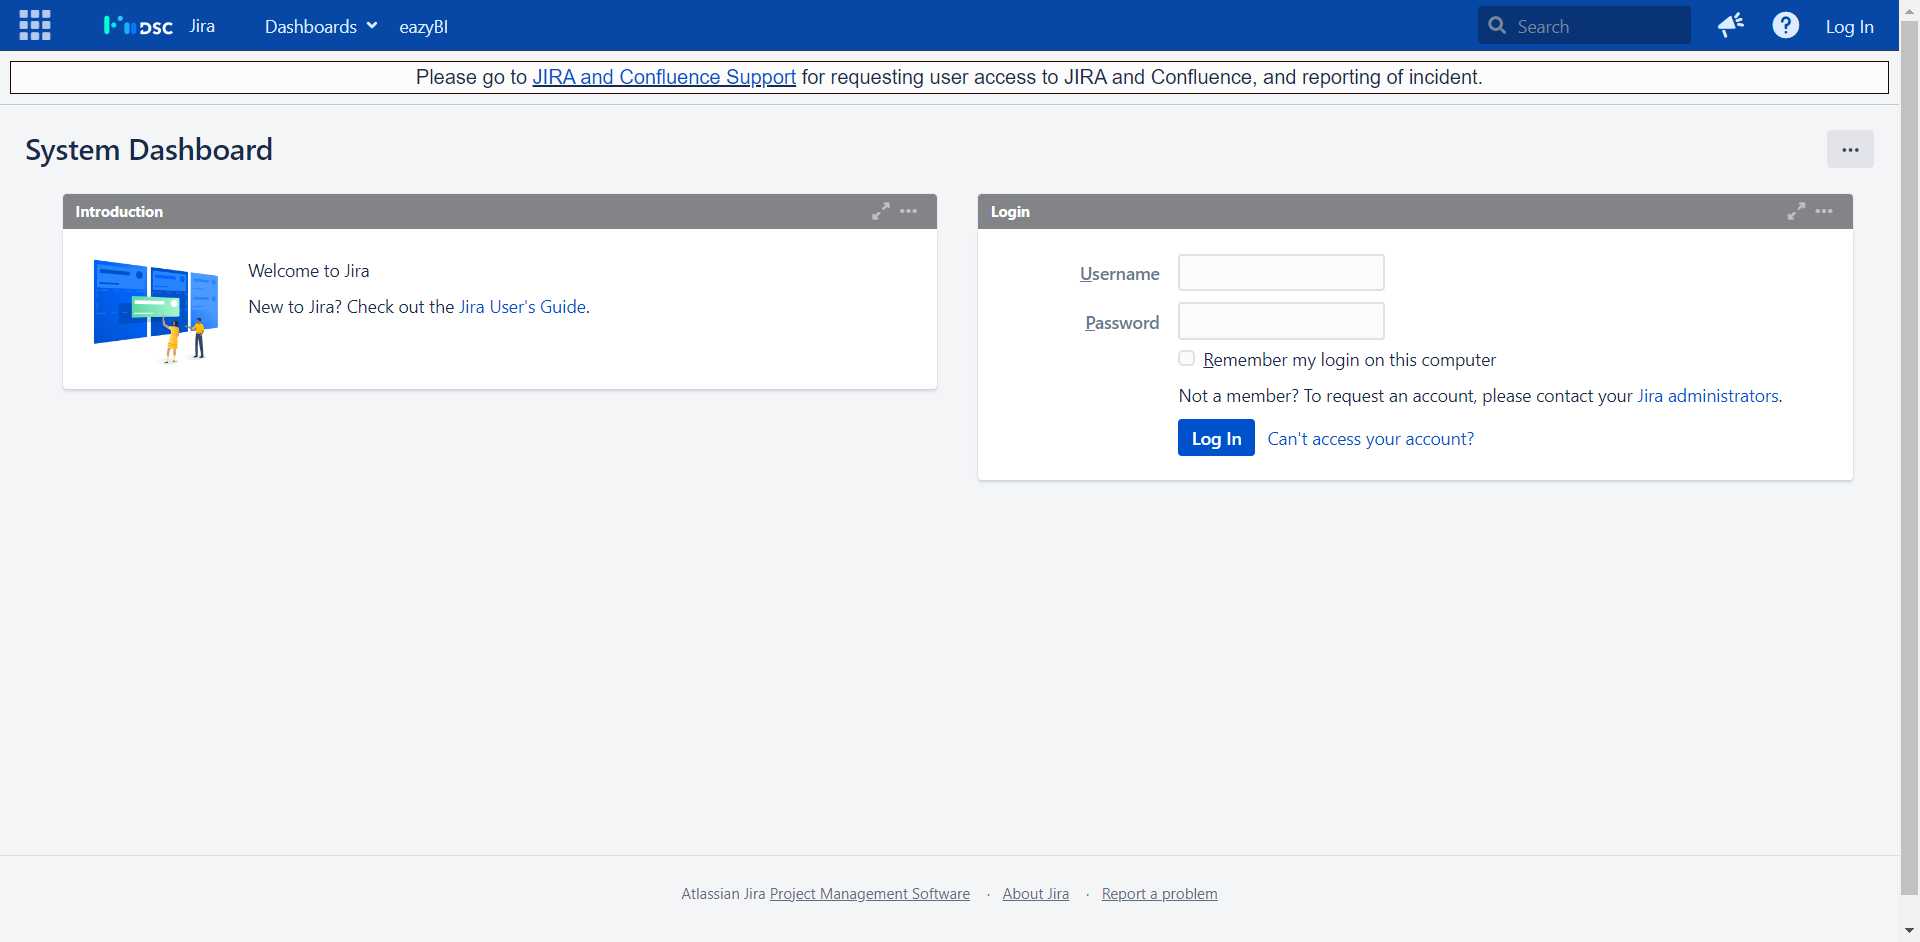 DSC Jira Dashboards eazyBI Search Log In
Please go to JIRA and Confluence Support for requesting user access to JIRA and Confluence, and reporting of incident.
System Dashboard
Introduction
Welcome to Jira
New to Jira? Check out the Jira User's Guide.
Login
Username
Password
Remember my login on this computer
Not a member? To request an account, please contact your Jira administrators.
Log In Can't access your account?
Atlassian Jira Project Management Software · About Jira · Report a problem